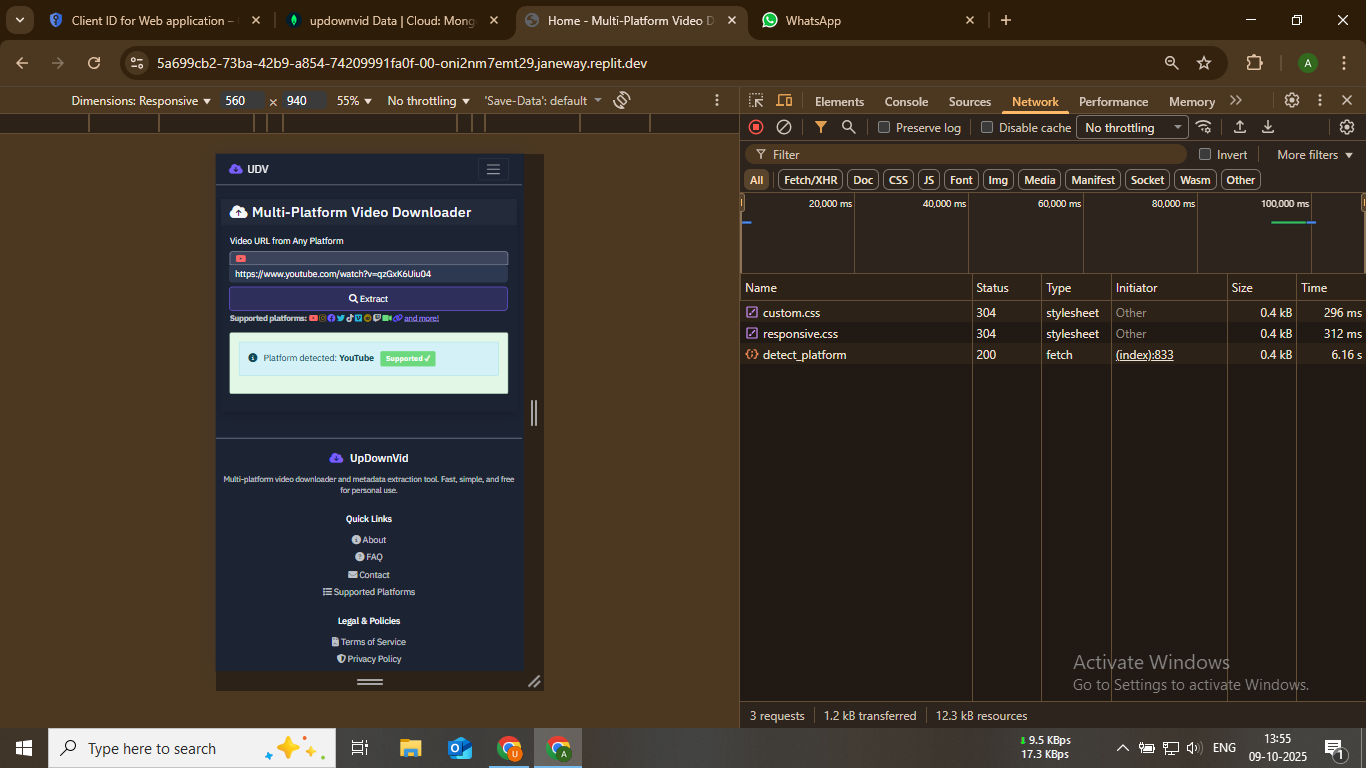 Client ID for Web application –
updownvid Data | Cloud: Mong
Home - Multi-Platform Video D
WhatsApp
5a699cb2-73ba-42b9-a854-74209991fa0f-00-oni2nm7emt29.janeway.replit.dev
A
Dimensions: Responsive 560 × 940 55% No throttling 'Save-Data': default
Elements Console Sources Network Performance Memory
Preserve log Disable cache No throttling
Filter Invert More filters
All Fetch/XHR Doc CSS JS Font Img Media Manifest Socket Wasm Other
20,000 ms 40,000 ms 60,000 ms 80,000 ms 100,000 ms
Name Status Type Initiator Size Time
custom.css 304 stylesheet Other 0.4 kB 296 ms
responsive.css 304 stylesheet Other 0.4 kB 312 ms
detect_platform 200 fetch (index):833 0.4 kB 6.16 s
UDV
Multi-Platform Video Downloader
Video URL from Any Platform
https://www.youtube.com/watch?v=qzGxK6Uiu04
Extract
Supported platforms: and more!
Platform detected: YouTube Supported ✓
UpDownVid
Multi-platform video downloader and metadata extraction tool. Fast, simple, and free
for personal use.
Quick Links
About
FAQ
Contact
Supported Platforms
Legal & Policies
Terms of Service
Privacy Policy
Activate Windows
Go to Settings to activate Windows.
3 requests 1.2 kB transferred 12.3 kB resources
Type here to search
U
A
9.5 KBps
17.3 KBps
ENG
13:55
09-10-2025
1